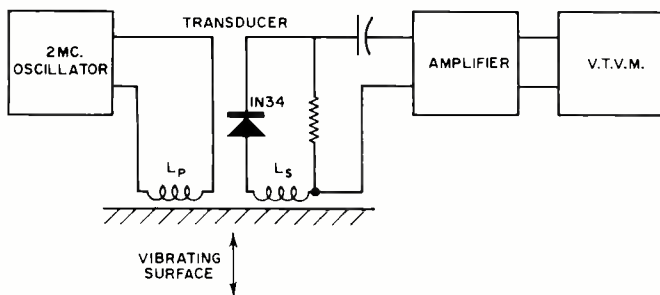 2MC.
OSCILLATOR
TRANSDUCER
IN34
LP
LS
AMPLIFIER
V.T.V.M.
VIBRATING
SURFACE